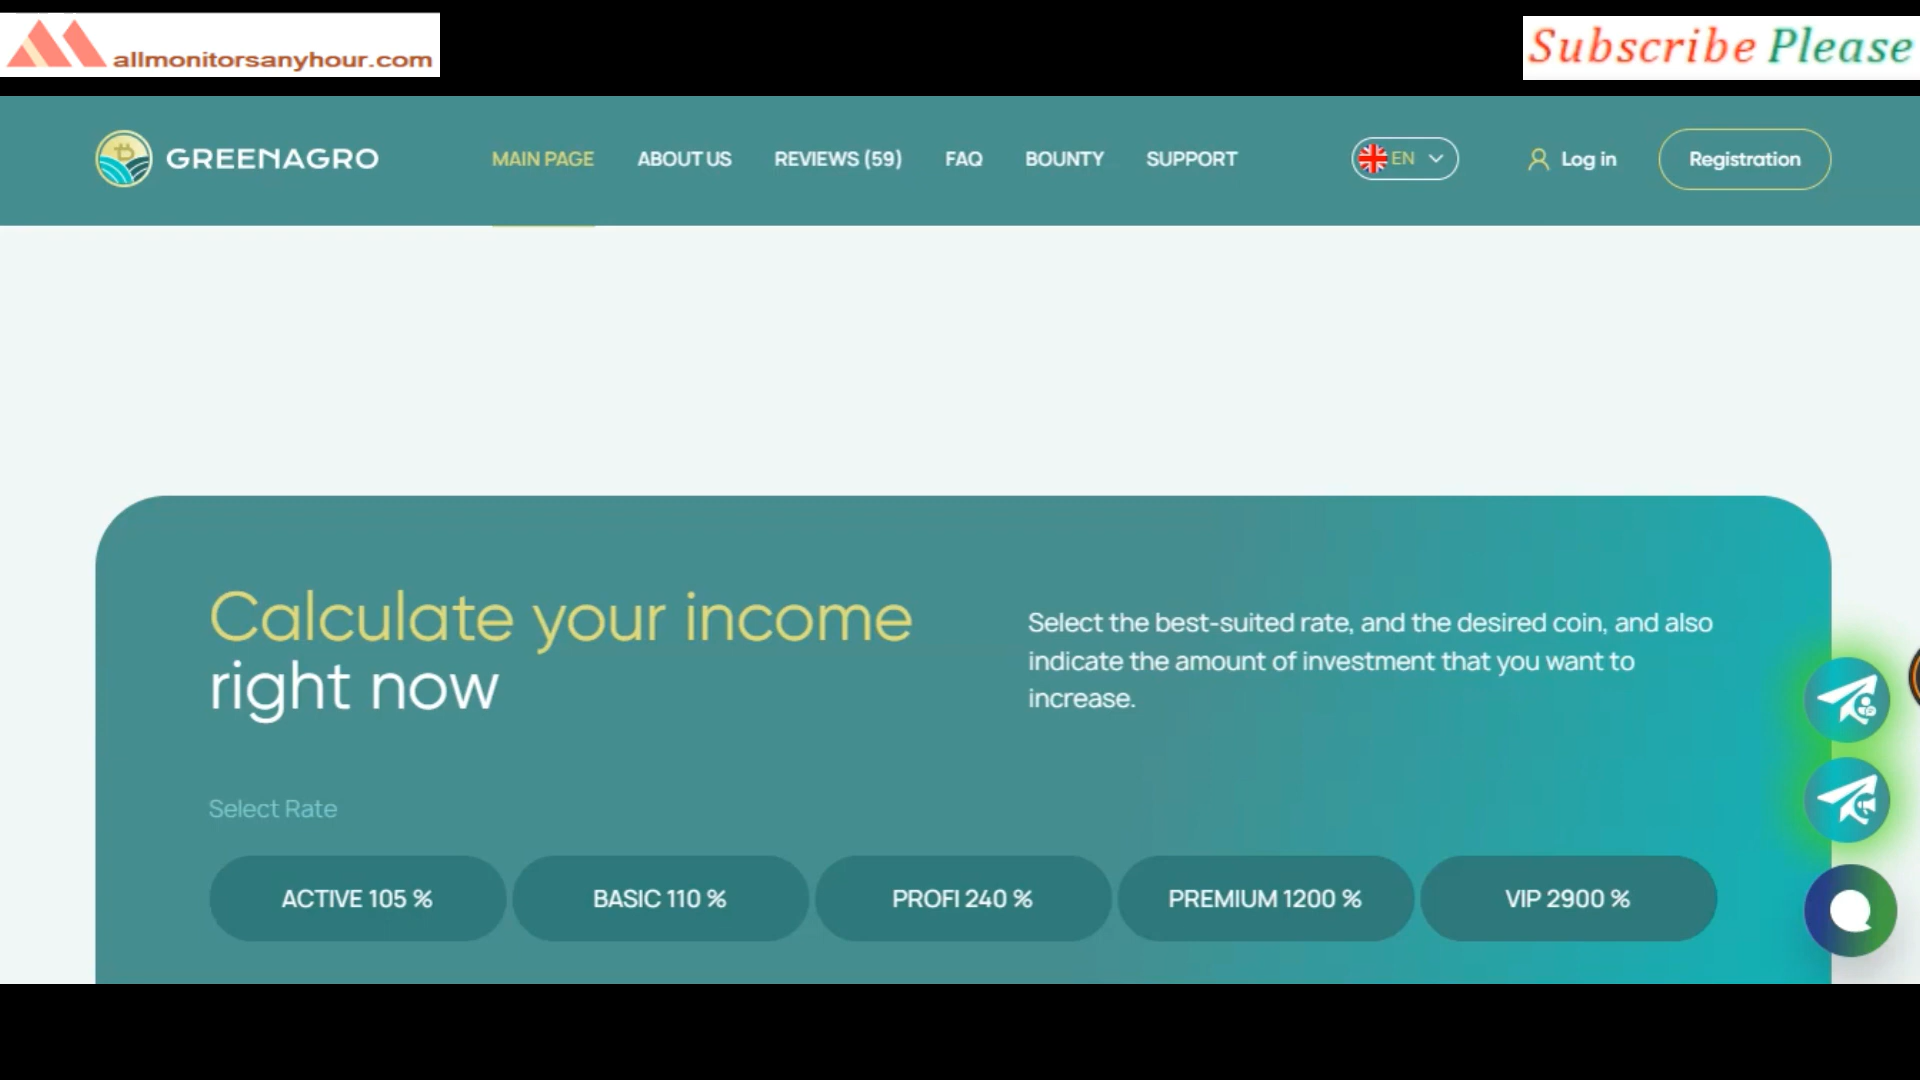 allmonitorsanyhour.com
Subscribe Please
GREENAGRO
MAIN PAGE
ABOUT US
REVIEWS (59)
FAQ
BOUNTY
SUPPORT
EN
Log in
Registration
Calculate your income
right now
Select the best-suited rate, and the desired coin, and also
indicate the amount of investment that you want to
increase.
Select Rate
ACTIVE 105 %
BASIC 110 %
PROFI 240 %
PREMIUM 1200 %
VIP 2900 %